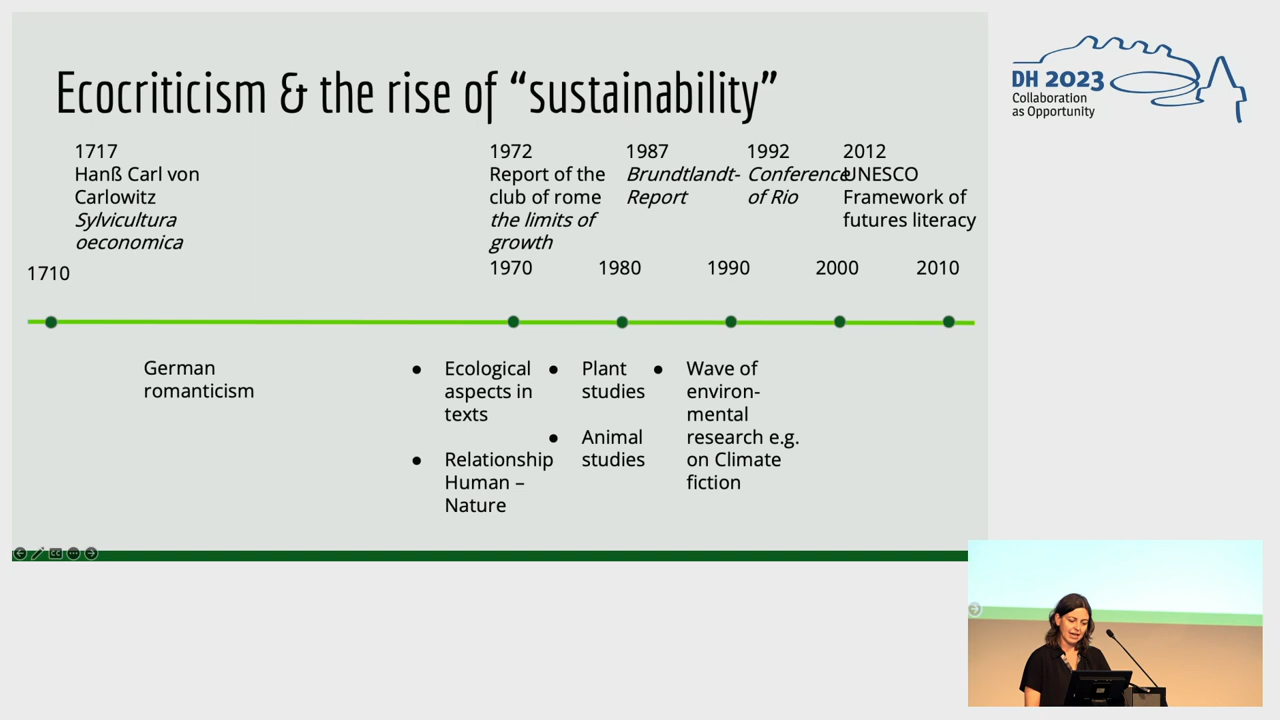 Ecocriticism & the rise of “sustainability”
1717
Hanß Carl von
Carlowitz
Sylvicultura
oeconomica
1972
Report of the
club of rome
the limits of
growth
1987
Brundtlandt-
Report
1992
Conference
of Rio
2012
UNESCO
Framework of
futures literacy
1710
1970
1980
1990
2000
2010
German
romanticism
● Ecological
aspects in
texts
● Relationship
Human –
Nature
● Plant
studies
● Animal
studies
● Wave of
environ-
mental
research e.g.
on Climate
fiction
DH 2023
Collaboration
as Opportunity